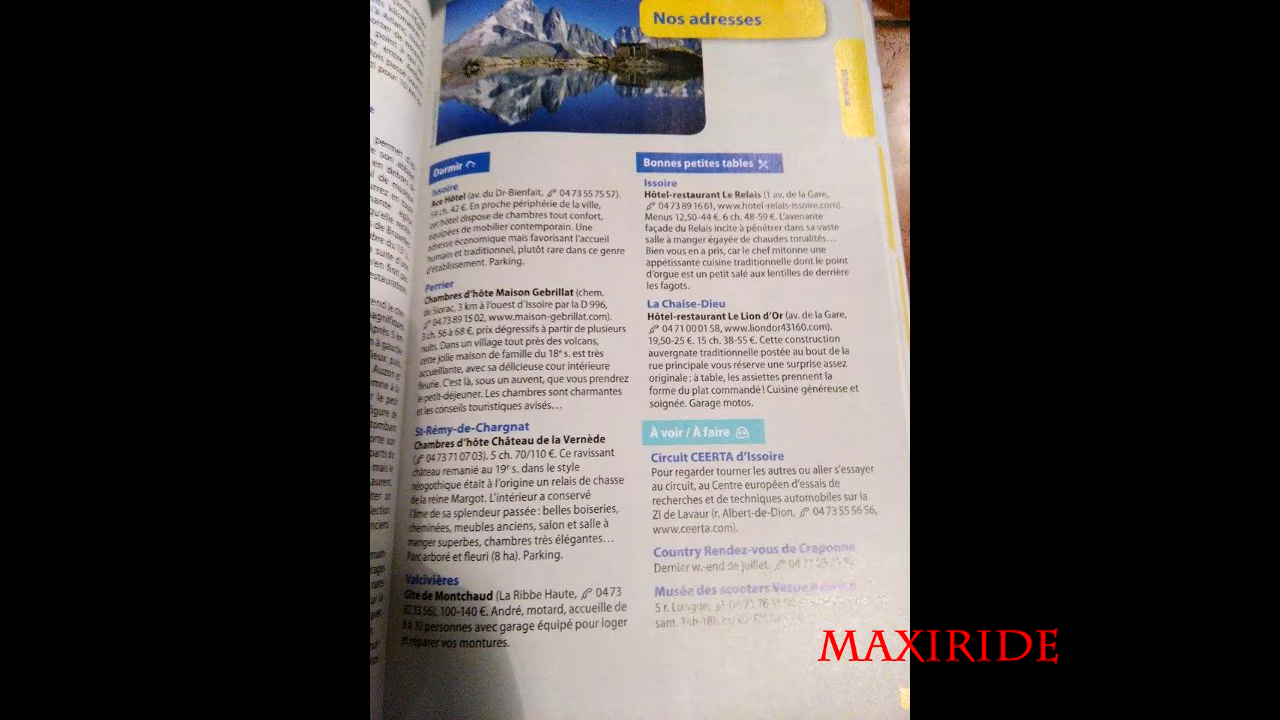 Nos adresses
Dormir
Issoire
Ace Hôtel (av. du Dr-Bienfait, 04 73 55 75 57).
58 ch. 42 €. En proche périphérie de la ville,
cet hôtel dispose de chambres tout confort,
équipées de mobilier contemporain. Une
adresse économique mais favorisant l'accueil
humain et traditionnel, plutôt rare dans ce genre
d'établissement. Parking.
Perrier
Chambres d'hôte Maison Gebrillat (chem.
de Siorac, 3 km à l'ouest d'Issoire par la D 996,
04 73 89 15 02, www.maison-gebrillat.com).
3 ch. 56 à 68 €, prix dégressifs à partir de plusieurs
nuits. Dans un village tout près des volcans,
cette jolie maison de famille du 18e s. est très
accueillante, avec sa délicieuse cour intérieure
fleurie. C'est là, sous un auvent, que vous prendrez
le petit-déjeuner. Les chambres sont charmantes
et les conseils touristiques avisés…
St-Rémy-de-Chargnat
Chambres d'hôte Château de la Vernède
(04 73 71 07 03). 5 ch. 70/110 €. Ce ravissant
château remanié au 19e s. dans le style
néogothique était à l'origine un relais de chasse
de la reine Margot. L'intérieur a conservé
l'âme de sa splendeur passée : belles boiseries,
cheminées, meubles anciens, salon et salle à
manger superbes, chambres très élégantes…
Parc arboré et fleuri (8 ha). Parking.
Valcivières
Gîte de Montchaud (La Ribbe Haute, 04 73
82 33 56). 100-140 €. André, motard, accueille de
8 à 10 personnes avec garage équipé pour loger
et réparer vos montures.
Bonnes petites tables
Issoire
Hôtel-restaurant Le Relais (1 av. de la Gare,
04 73 89 16 61, www.hotel-relais-issoire.com).
Menus 12,50-44 €. 6 ch. 48-59 €. L'avenante
façade du Relais incite à pénétrer dans sa vaste
salle à manger égayée de chaudes tonalités…
Bien vous en a pris, car le chef mitonne une
appétissante cuisine traditionnelle dont le point
d'orgue est un petit salé aux lentilles de derrière
les fagots.
La Chaise-Dieu
Hôtel-restaurant Le Lion d'Or (av. de la Gare,
04 71 00 01 58, www.liondor43160.com).
19,50-25 €. 15 ch. 38-55 €. Cette construction
auvergnate traditionnelle postée au bout de la
rue principale vous réserve une surprise assez
originale : à table, les assiettes prennent la
forme du plat commandé ! Cuisine généreuse et
soignée. Garage motos.
À voir / À faire
Circuit CEERTA d'Issoire
Pour regarder tourner les autres ou aller s'essayer
au circuit, au Centre européen d'essais de
recherches et de techniques automobiles sur la
ZI de Lavaur (r. Albert-de-Dion, 04 73 55 56 56,
www.ceerta.com).
Country Rendez-vous de Craponne
Dernier w.-end de juillet. 04 71
Musée des scooters Vespa
5 r. Longue,
sam. 14h-18h
MAXIRIDE